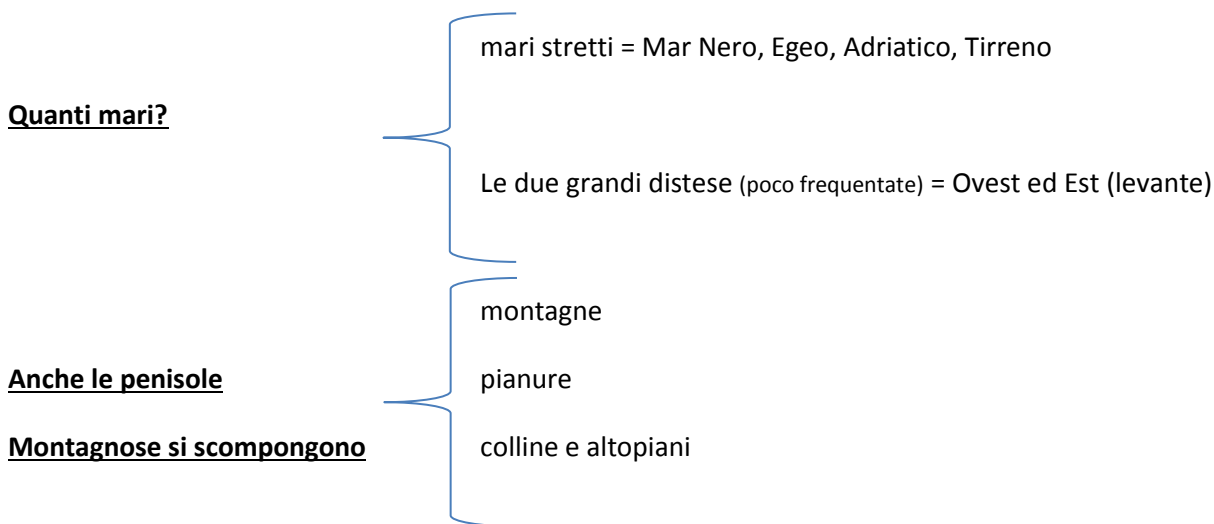 mari stretti = Mar Nero, Egeo, Adriatico, Tirreno
Quanti mari?
Le due grandi distese (poco frequentate) = Ovest ed Est (levante)
montagne
Anche le penisole
pianure
Montagnose si scompongono
colline e altopiani